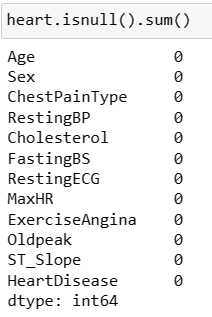 heart.isnull().sum()
Age 0
Sex 0
ChestPainType 0
RestingBP 0
Cholesterol 0
FastingBS 0
RestingECG 0
MaxHR 0
ExerciseAngina 0
Oldpeak 0
ST_Slope 0
HeartDisease 0
dtype: int64